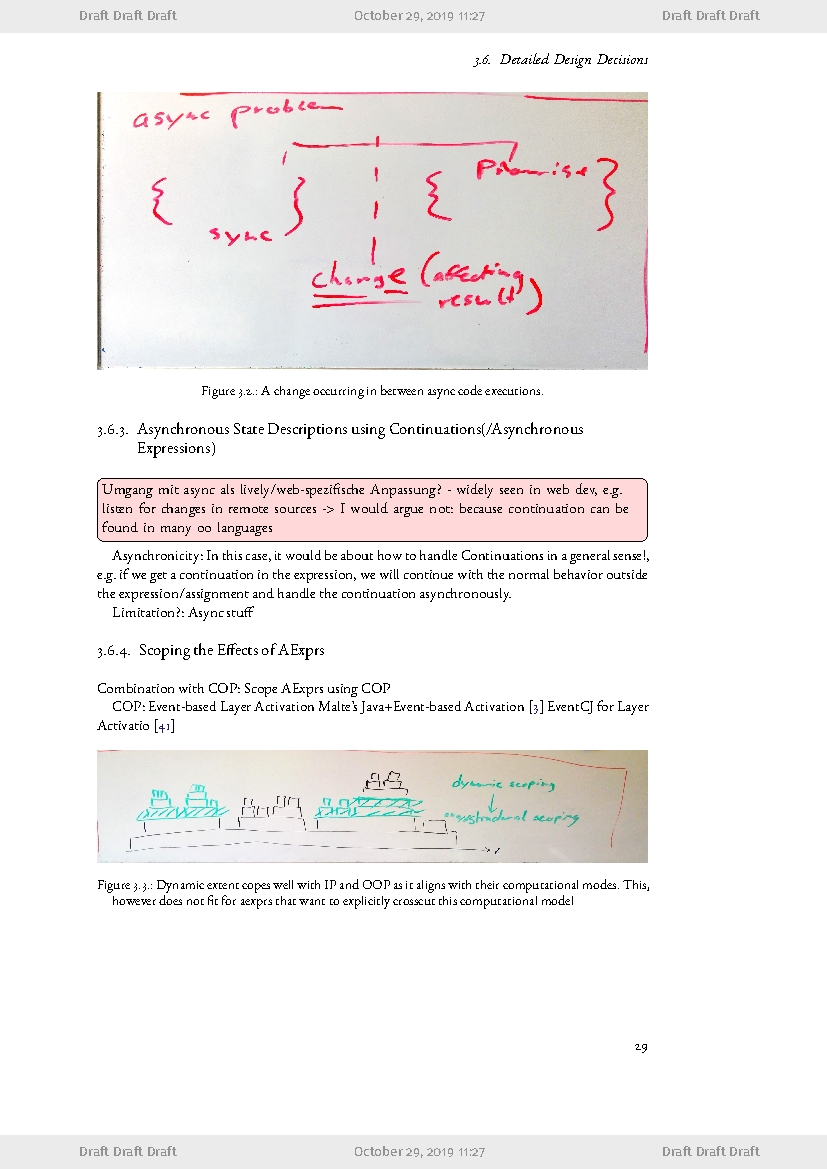 Draft Draft Draft October 29, 2019 11:27 Draft Draft Draft
3.6. Detailed Design Decisions
async problem
Promise
{ } { }
sync
change (affecting
result)
Figure 3.2.: A change occurring in between async code executions.
3.6.3. Asynchronous State Descriptions using Continuations(/Asynchronous
Expressions)
Umgang mit async als lively/web-spezifische Anpassung? - widely seen in web dev, e.g.
listen for changes in remote sources -> I would argue not: because continuation can be
found in many oo languages
Asynchronicity: In this case, it would be about how to handle Continuations in a general sense!,
e.g. if we get a continuation in the expression, we will continue with the normal behavior outside
the expression/assignment and handle the continuation asynchronously.
Limitation?: Async stuff
3.6.4. Scoping the Effects of AExprs
Combination with COP: Scope AExprs using COP
COP: Event-based Layer Activation Malte's Java+Event-based Activation [3] EventCJ for Layer
Activatio [41]
dynamic scoping
scoping
Figure 3.3.: Dynamic extent copes well with IP and OOP as it aligns with their computational modes. This,
however does not fit for aexprs that want to explicitly crosscut this computational model
29
Draft Draft Draft October 29, 2019 11:27 Draft Draft Draft